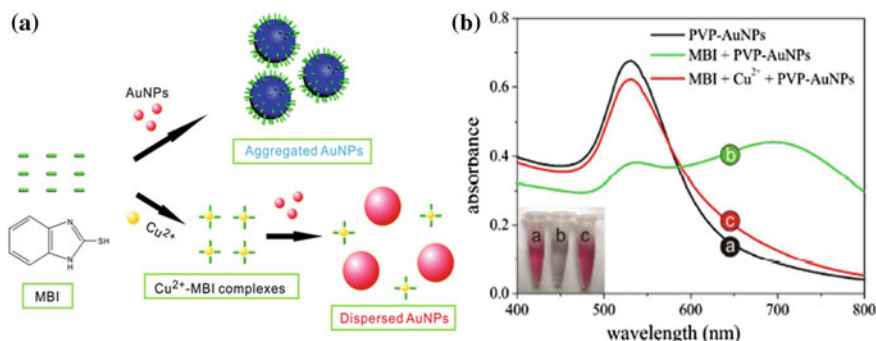 (a)
AuNPs
Aggregated AuNPs
Cu2+
N
SH
N
H
MBI
Cu²⁺-MBI complexes
Dispersed AuNPs
(b)
PVP-AuNPs
MBI + PVP-AuNPs
MBI + Cu²⁺ + PVP-AuNPs
absorbance
0.8
0.6
0.4
0.2
0.0
b
c
a
a b c
400 500 600 700 800
wavelength (nm)